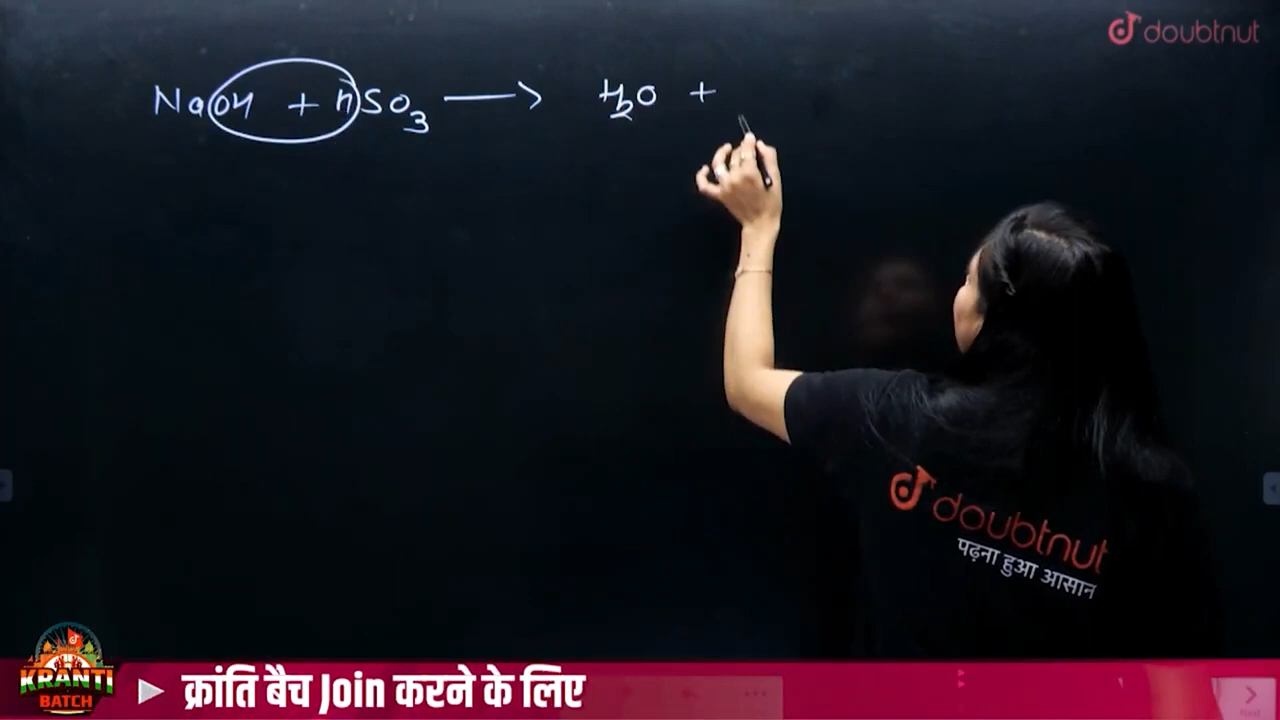 doubtnut
NaOH + HSO3 → H2O +
doubtnut
पढ़ना हुआ आसान
KRANTI
BATCH
क्रांति बैच Join करने के लिए